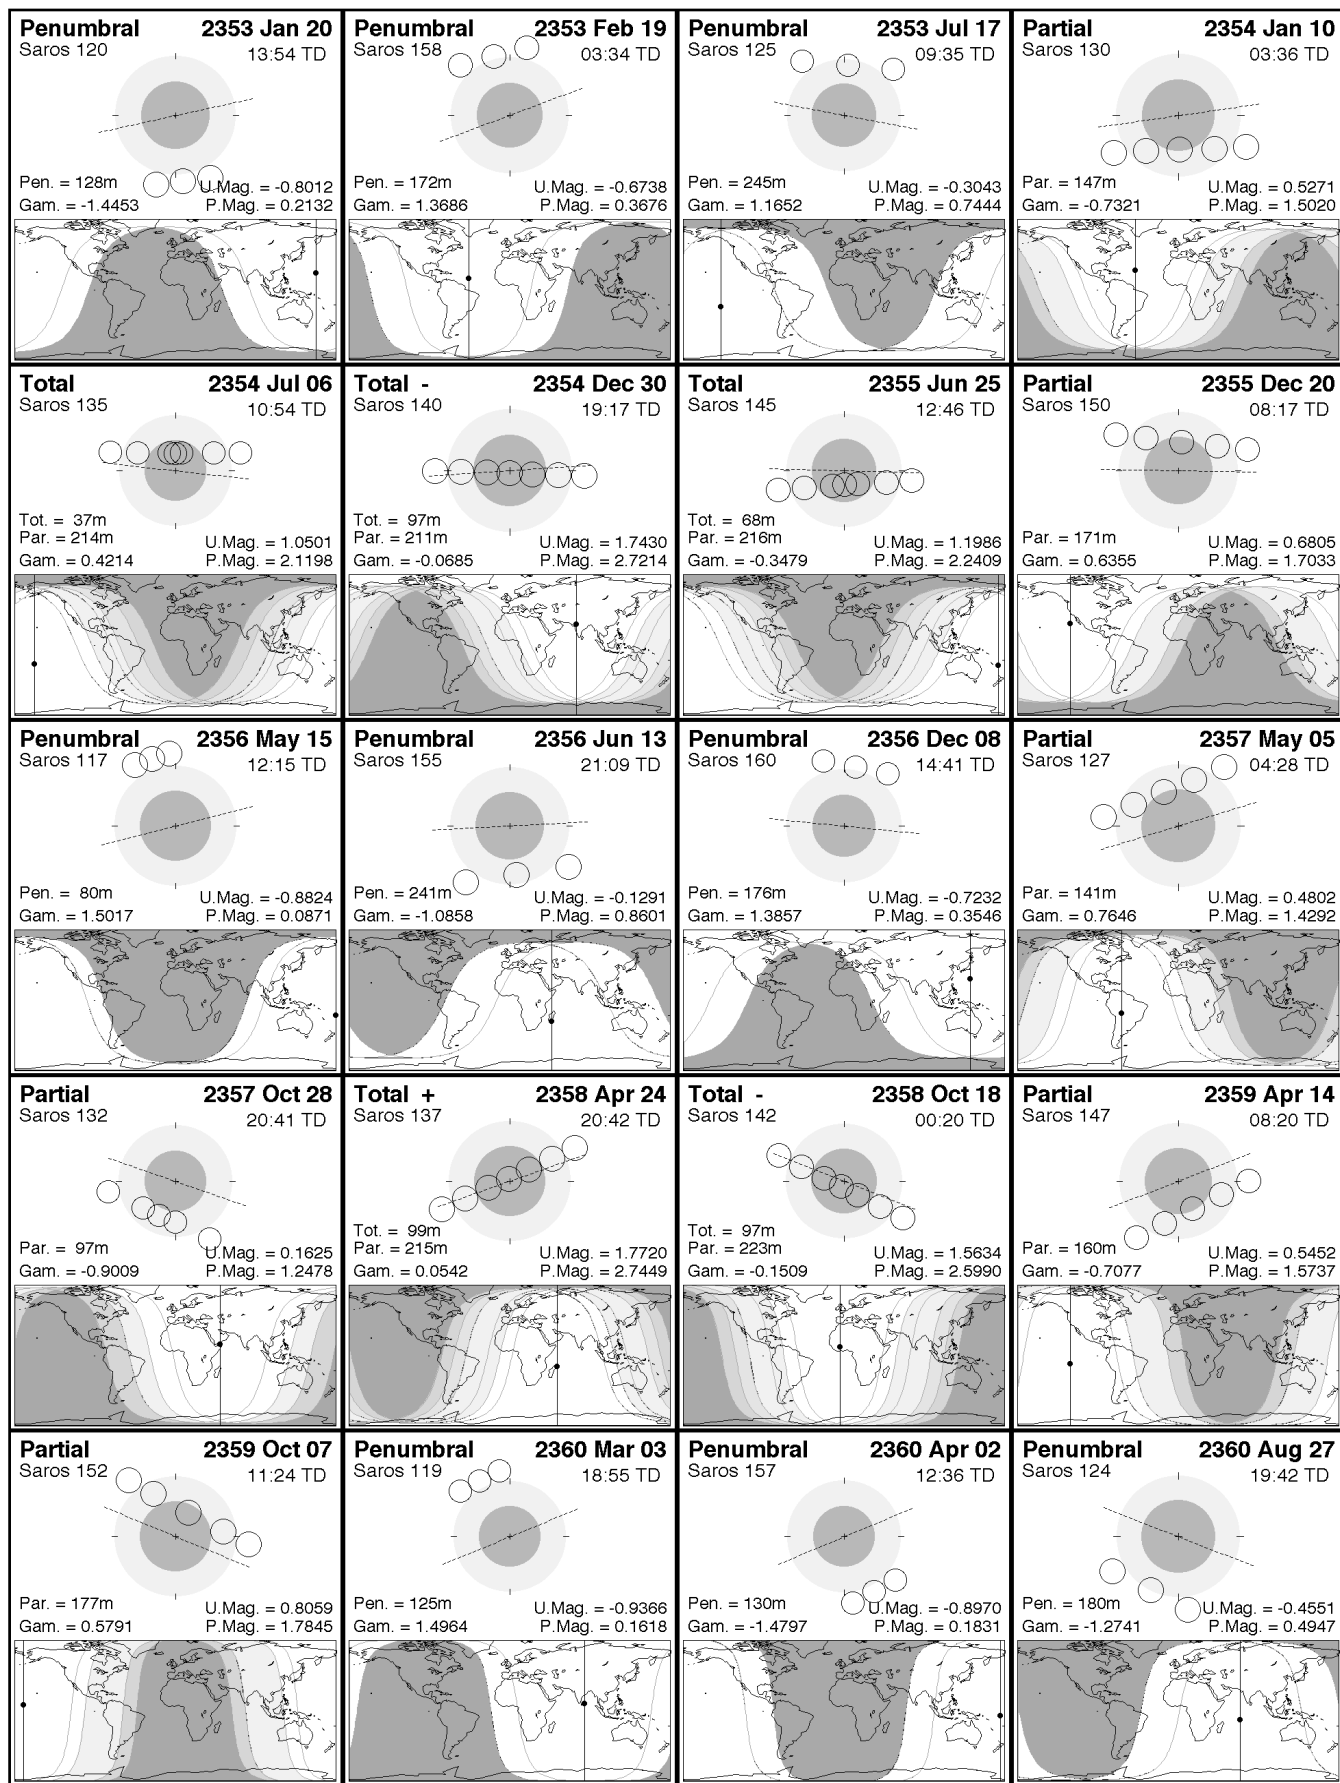 Penumbral 2353 Jan 20
Saros 120 13:54 TD
Pen. = 128m U.Mag. = -0.8012
Gam. = -1.4453 P.Mag. = 0.2132
Penumbral 2353 Feb 19
Saros 158 03:34 TD
Pen. = 172m U.Mag. = -0.6738
Gam. = 1.3686 P.Mag. = 0.3676
Penumbral 2353 Jul 17
Saros 125 09:35 TD
Pen. = 245m U.Mag. = -0.3043
Gam. = 1.1652 P.Mag. = 0.7444
Partial 2354 Jan 10
Saros 130 03:36 TD
Par. = 147m U.Mag. = 0.5271
Gam. = -0.7321 P.Mag. = 1.5020
Total 2354 Jul 06
Saros 135 10:54 TD
Tot. = 37m
Par. = 214m U.Mag. = 1.0501
Gam. = 0.4214 P.Mag. = 2.1198
Total - 2354 Dec 30
Saros 140 19:17 TD
Tot. = 97m
Par. = 211m U.Mag. = 1.7430
Gam. = -0.0685 P.Mag. = 2.7214
Total 2355 Jun 25
Saros 145 12:46 TD
Tot. = 68m
Par. = 216m U.Mag. = 1.1986
Gam. = -0.3479 P.Mag. = 2.2409
Partial 2355 Dec 20
Saros 150 08:17 TD
Par. = 171m U.Mag. = 0.6805
Gam. = 0.6355 P.Mag. = 1.7033
Penumbral 2356 May 15
Saros 117 12:15 TD
Pen. = 80m U.Mag. = -0.8824
Gam. = 1.5017 P.Mag. = 0.0871
Penumbral 2356 Jun 13
Saros 155 21:09 TD
Pen. = 241m U.Mag. = -0.1291
Gam. = -1.0858 P.Mag. = 0.8601
Penumbral 2356 Dec 08
Saros 160 14:41 TD
Pen. = 176m U.Mag. = -0.7232
Gam. = 1.3857 P.Mag. = 0.3546
Partial 2357 May 05
Saros 127 04:28 TD
Par. = 141m U.Mag. = 0.4802
Gam. = 0.7646 P.Mag. = 1.4292
Partial 2357 Oct 28
Saros 132 20:41 TD
Par. = 97m U.Mag. = 0.1625
Gam. = -0.9009 P.Mag. = 1.2478
Total + 2358 Apr 24
Saros 137 20:42 TD
Tot. = 99m
Par. = 215m U.Mag. = 1.7720
Gam. = 0.0542 P.Mag. = 2.7449
Total - 2358 Oct 18
Saros 142 00:20 TD
Tot. = 97m
Par. = 223m U.Mag. = 1.5634
Gam. = -0.1509 P.Mag. = 2.5990
Partial 2359 Apr 14
Saros 147 08:20 TD
Par. = 160m U.Mag. = 0.5452
Gam. = -0.7077 P.Mag. = 1.5737
Partial 2359 Oct 07
Saros 152 11:24 TD
Par. = 177m U.Mag. = 0.8059
Gam. = 0.5791 P.Mag. = 1.7845
Penumbral 2360 Mar 03
Saros 119 18:55 TD
Pen. = 125m U.Mag. = -0.9366
Gam. = 1.4964 P.Mag. = 0.1618
Penumbral 2360 Apr 02
Saros 157 12:36 TD
Pen. = 130m U.Mag. = -0.8970
Gam. = -1.4797 P.Mag. = 0.1831
Penumbral 2360 Aug 27
Saros 124 19:42 TD
Pen. = 180m U.Mag. = -0.4551
Gam. = -1.2741 P.Mag. = 0.4947